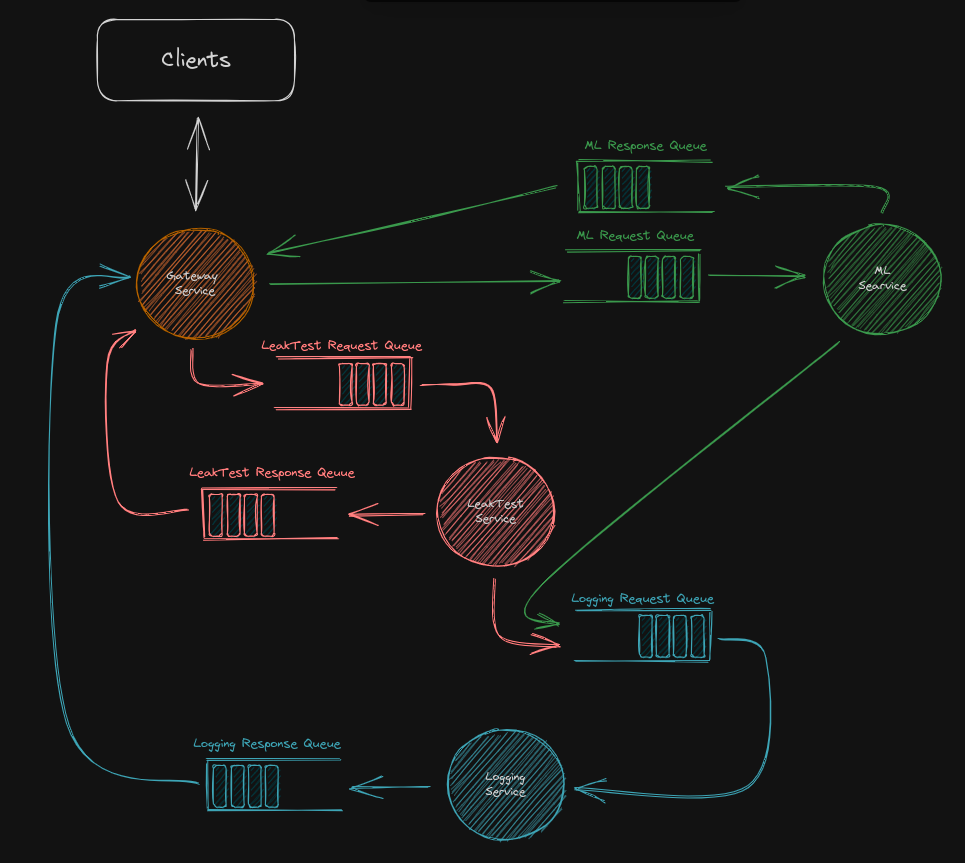 Clients
ML Response Queue
ML Request Queue
Gateway
Service
ML
Searvice
LeakTest Request Queue
LeakTest Response Qeuue
LeakTest
Service
Logging Request Queue
Logging Response Queue
Logging
Service